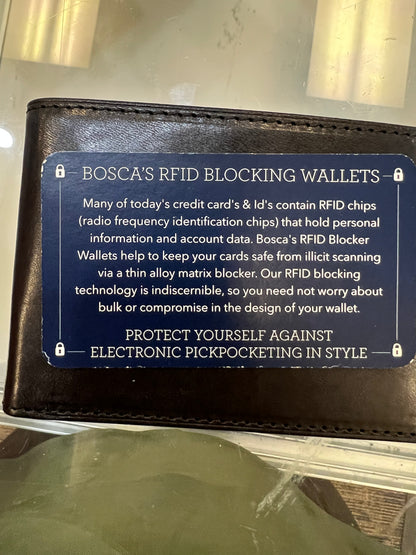 BOSCA'S RFID BLOCKING WALLETS
Many of today's credit card's & Id's contain RFID chips
(radio frequency identification chips) that hold personal
information and account data. Bosca's RFID Blocker
Wallets help to keep your cards safe from illicit scanning
via a thin alloy matrix blocker. Our RFID blocking
technology is indiscernible, so you need not worry about
bulk or compromise in the design of your wallet.
PROTECT YOURSELF AGAINST
ELECTRONIC PICKPOCKETING IN STYLE